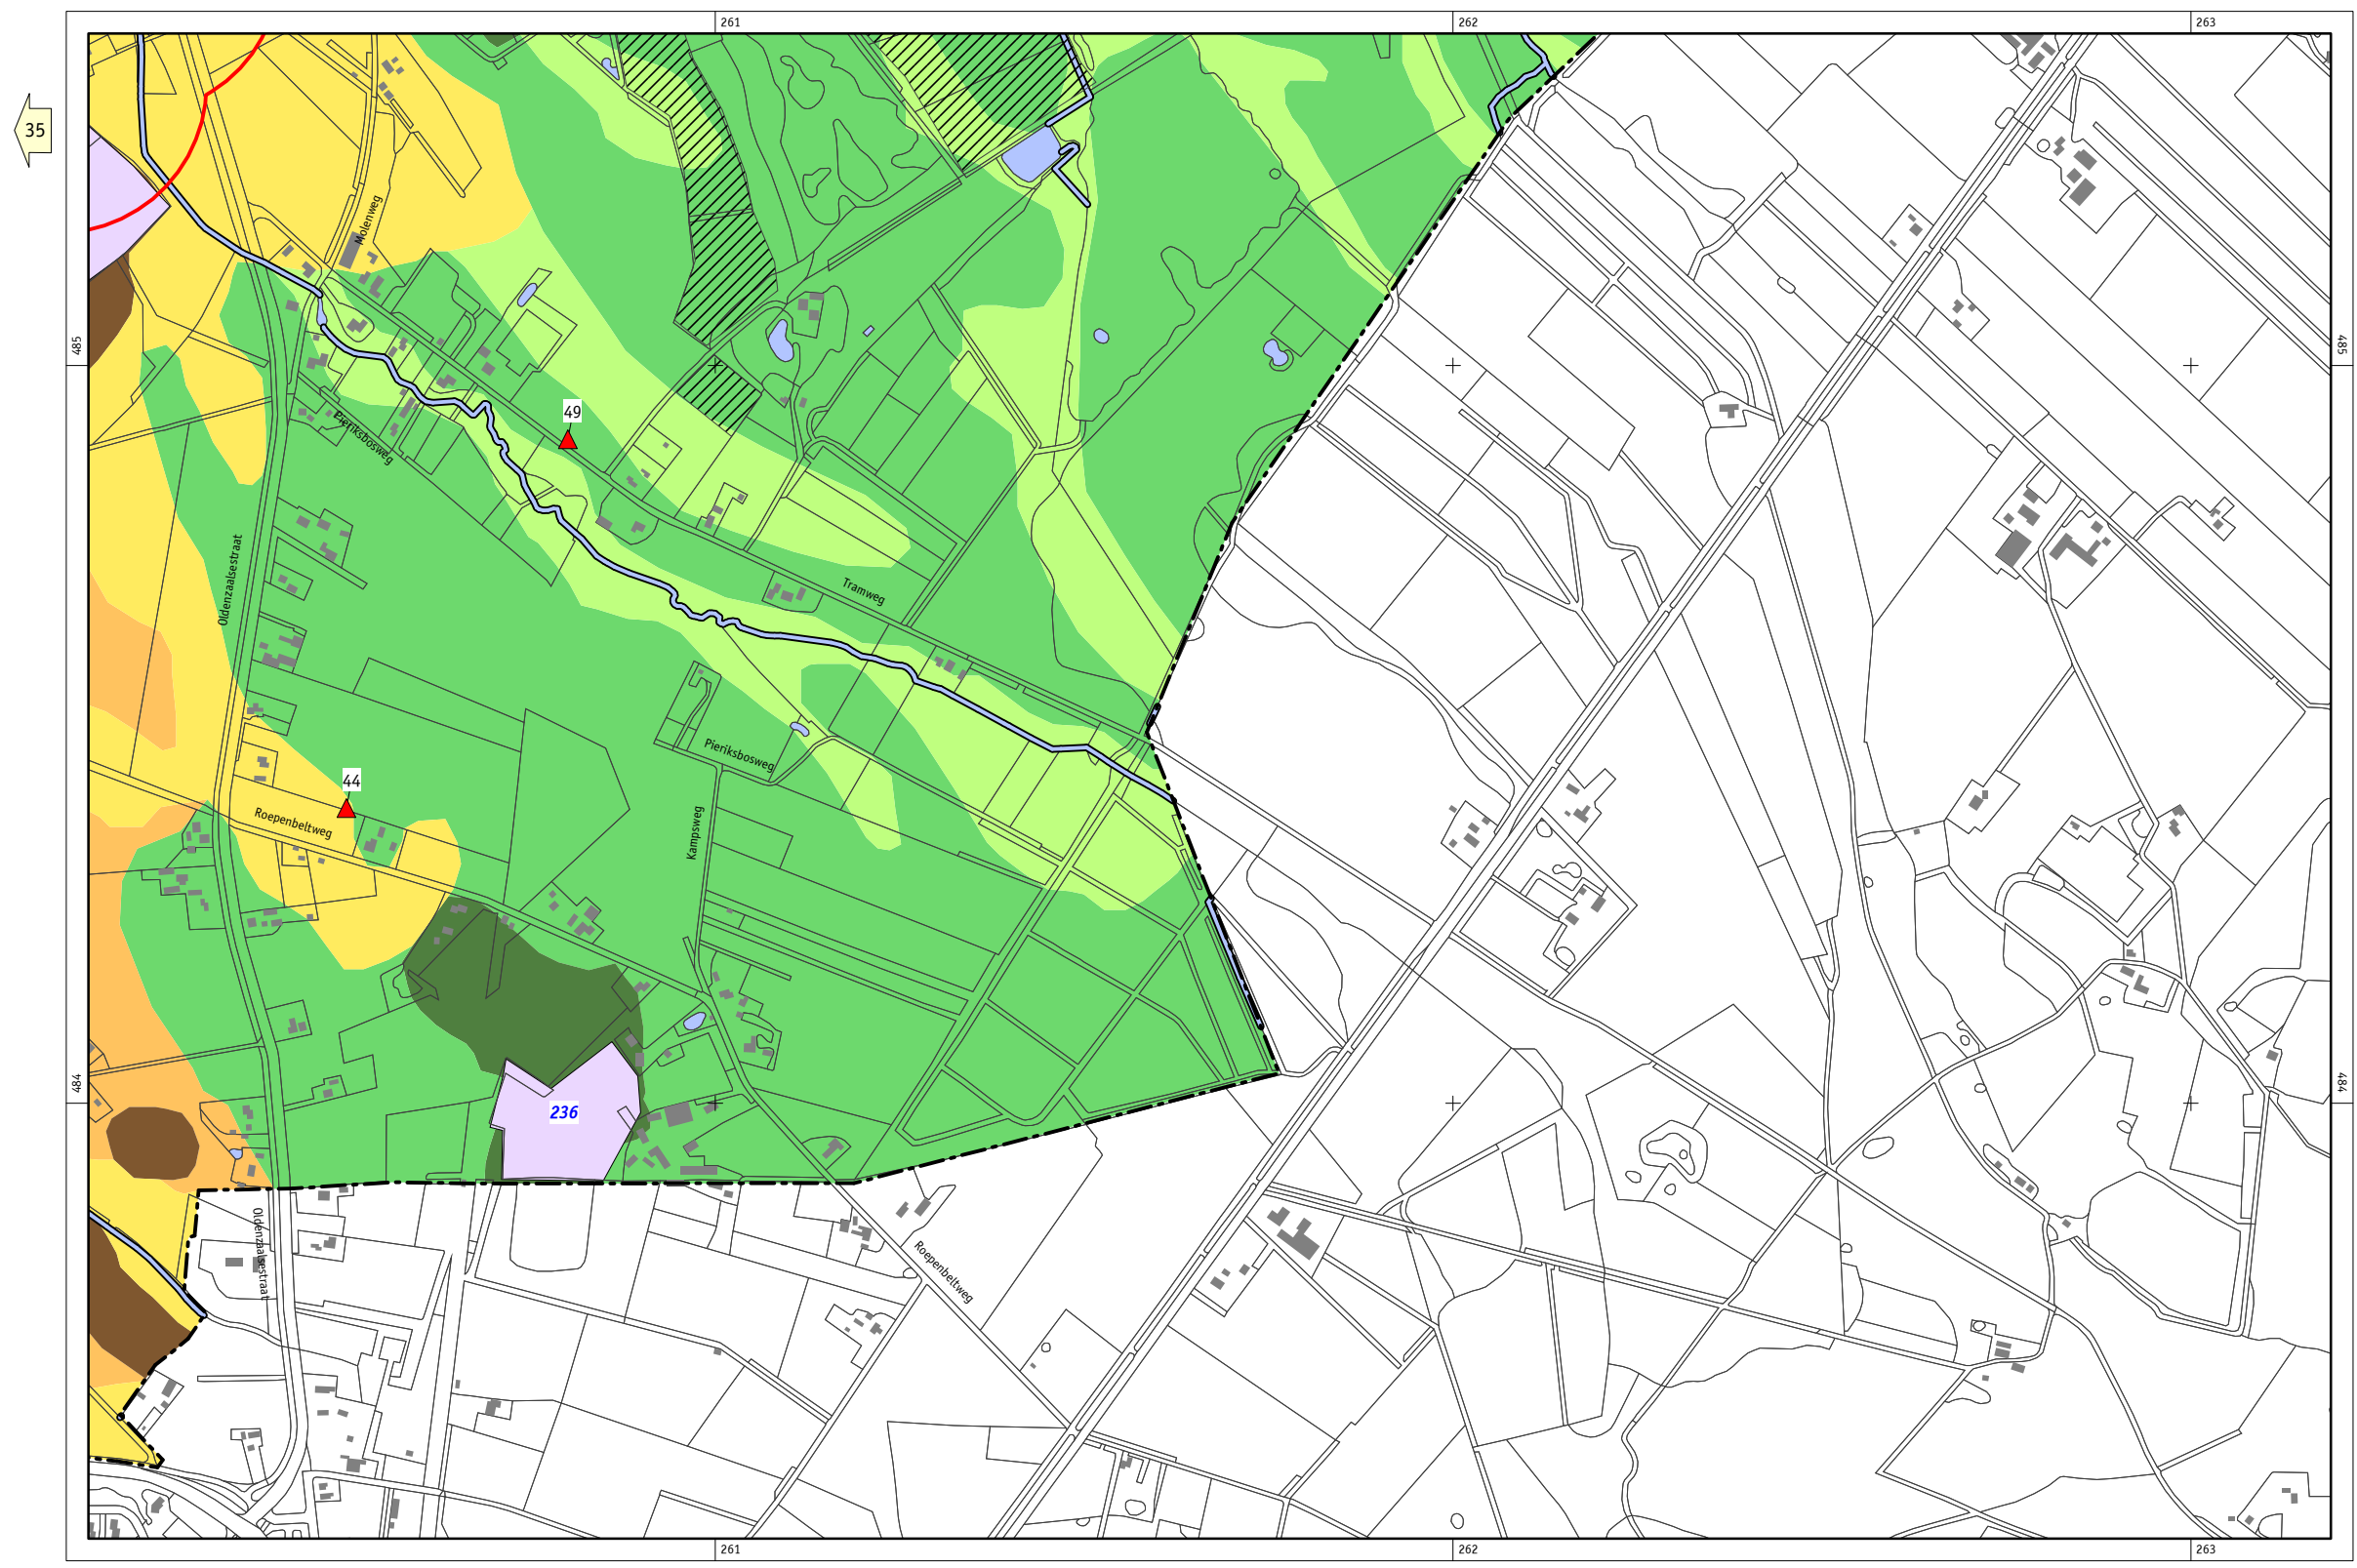 261
262
263
35
Molenweg
485
485
49
Pieriksbosweg
Oldenzaalsestraat
Tramweg
Pieriksbosweg
44
Roepenbeltweg
Kampsweg
484
484
236
Oldenzaalsestraat
Roepenbeltweg
261
262
263